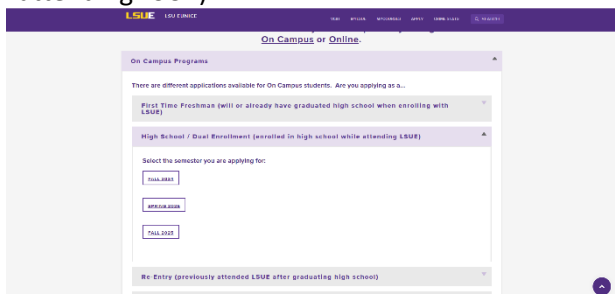 LSUE LSU EUNICE
APPLY SEARCH
On Campus or Online.
On Campus Programs
There are different applications available for On Campus students. Are you applying as a...
First Time Freshman (will or already have graduated high school when enrolling with
LSUE)
High School / Dual Enrollment (enrolled in high school while attending LSUE)
Select the semester you are applying for:
SPRING
FALL 2025
Re-Entry (previously attended LSUE after graduating high school)